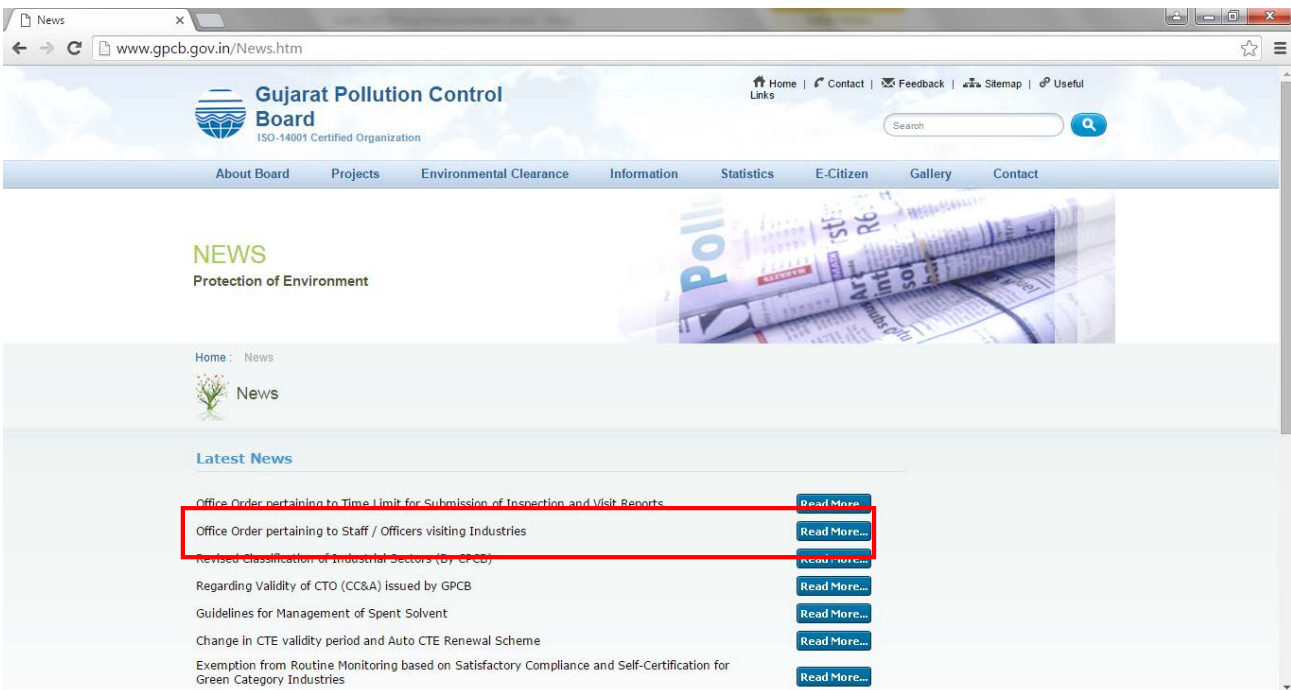 News
www.gpcb.gov.in/News.htm
Gujarat Pollution Control
Board
ISO-14001 Certified Organization
Home | Contact | Feedback | Sitemap | Useful
Links
Search
About Board Projects Environmental Clearance Information Statistics E-Citizen Gallery Contact
NEWS
Protection of Environment
Pollu
MARKETS
MAIN
Home : News
News
Latest News
Office Order pertaining to Time Limit for Submission of Inspection and Visit Reports Read More...
Office Order pertaining to Staff / Officers visiting Industries Read More...
Revised Classification of Industrial Sectors (By CPCB) Read More...
Regarding Validity of CTO (CC&A) issued by GPCB Read More...
Guidelines for Management of Spent Solvent Read More...
Change in CTE validity period and Auto CTE Renewal Scheme Read More...
Exemption from Routine Monitoring based on Satisfactory Compliance and Self-Certification for
Green Category Industries Read More...